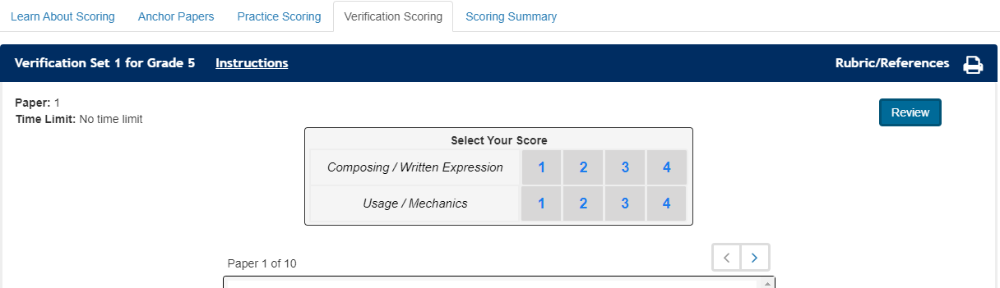 Learn About Scoring Anchor Papers Practice Scoring Verification Scoring Scoring Summary
Verification Set 1 for Grade 5 Instructions Rubric/References
Paper: 1
Time Limit: No time limit
Review
Select Your Score
Composing / Written Expression 1 2 3 4
Usage / Mechanics 1 2 3 4
Paper 1 of 10